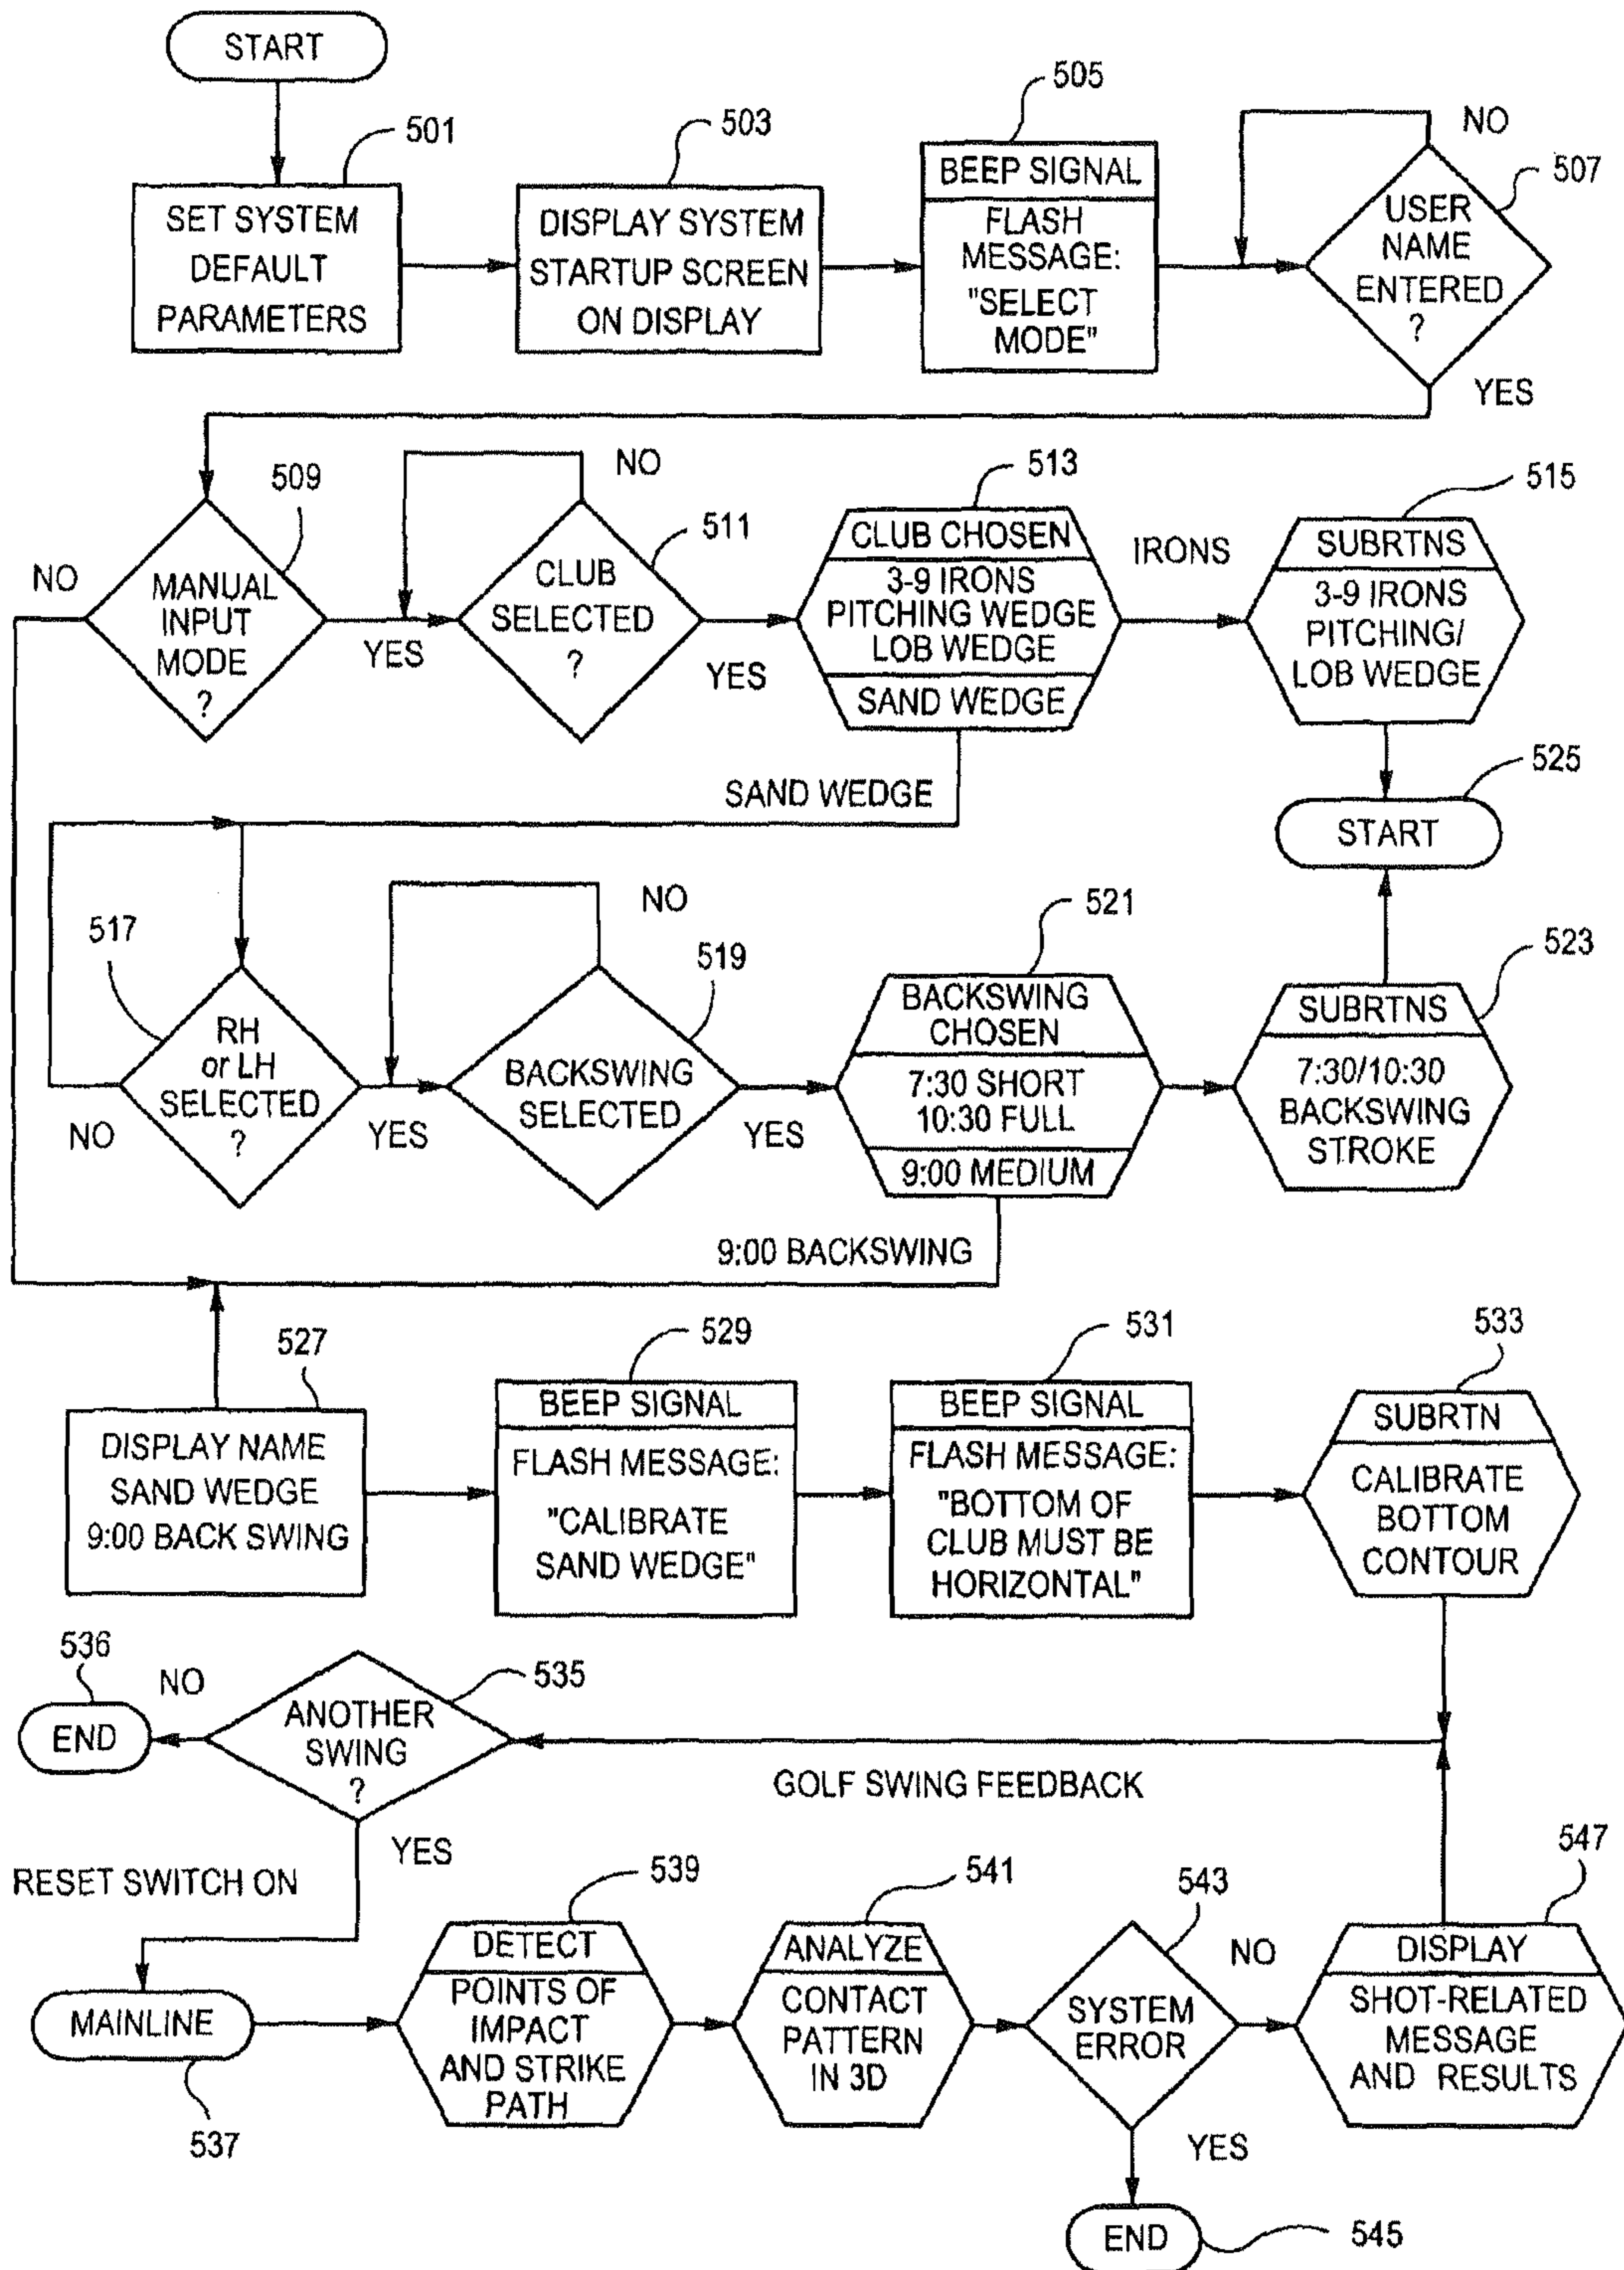 START
501
SET SYSTEM
DEFAULT
PARAMETERS
503
DISPLAY SYSTEM
STARTUP SCREEN
ON DISPLAY
505
BEEP SIGNAL
FLASH
MESSAGE:
"SELECT
MODE"
NO
507
USER
NAME
ENTERED
?
YES
509
NO
MANUAL
INPUT
MODE
?
YES
NO
511
CLUB
SELECTED
?
YES
513
CLUB CHOSEN
3-9 IRONS
PITCHING WEDGE
LOB WEDGE
SAND WEDGE
IRONS
515
SUBRTNS
3-9 IRONS
PITCHING/
LOB WEDGE
SAND WEDGE
525
START
517
RH
or LH
SELECTED
?
NO
YES
NO
519
BACKSWING
SELECTED
YES
521
BACKSWING
CHOSEN
7:30 SHORT
10:30 FULL
9:00 MEDIUM
523
SUBRTNS
7:30/10:30
BACKSWING
STROKE
9:00 BACKSWING
527
DISPLAY NAME
SAND WEDGE
9:00 BACK SWING
529
BEEP SIGNAL
FLASH MESSAGE:
"CALIBRATE
SAND WEDGE"
531
BEEP SIGNAL
FLASH MESSAGE:
"BOTTOM OF
CLUB MUST BE
HORIZONTAL"
533
SUBRTN
CALIBRATE
BOTTOM
CONTOUR
536
END
NO
535
ANOTHER
SWING
?
YES
GOLF SWING FEEDBACK
RESET SWITCH ON
MAINLINE
537
539
DETECT
POINTS OF
IMPACT
AND STRIKE
PATH
541
ANALYZE
CONTACT
PATTERN
IN 3D
543
SYSTEM
ERROR
NO
YES
547
DISPLAY
SHOT-RELATED
MESSAGE
AND RESULTS
END
545